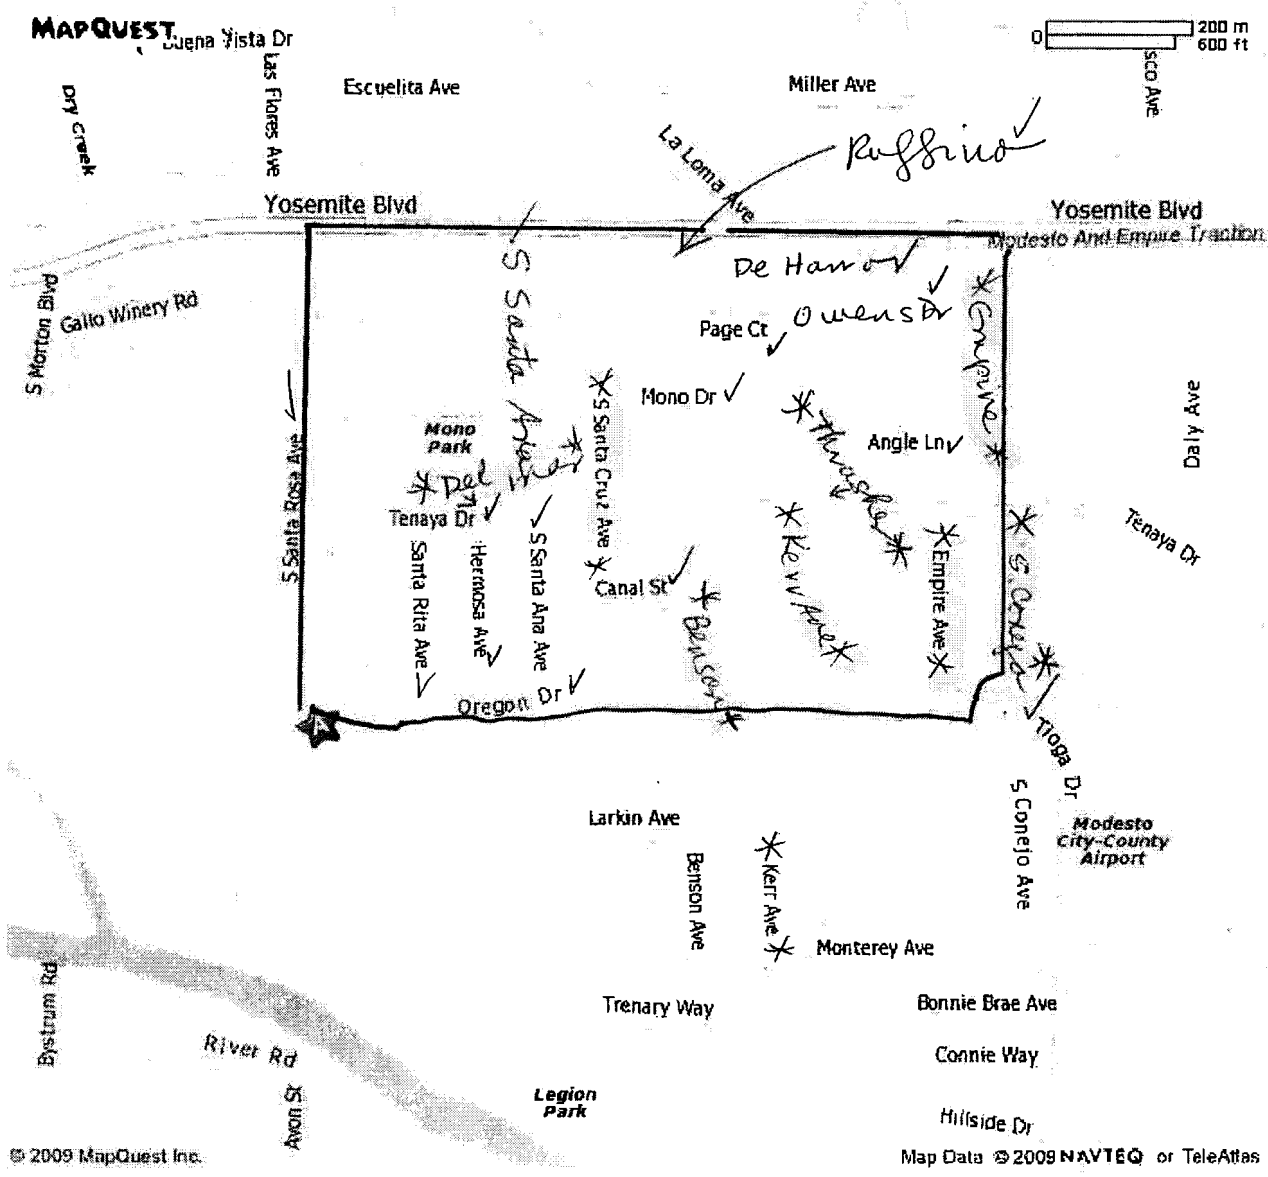 MAPQUEST
Buena Vista Dr
0
200 m
600 ft
Las Flores Ave
Escuelita Ave
Miller Ave
sco Ave
Dry Creek
La Loma Ave
Ruffino
Yosemite Blvd
Yosemite Blvd
Modesto And Empire Traction
S Morton Blvd
Gallo Winery Rd
S Santa
De Harro
Owens Dr
Page Ct
Empire
Mono Dr
S Santa Cruz Ave
Thrasher
Angle Ln
Daly Ave
Mono
Park
S Santa Rosa Ave
Del
Tenaya Dr
Tenaya Dr
Santa Rita Ave
Hermosa Ave
S Santa Ana Ave
Canal St
Benson
Kerr Ave
Empire Ave
Oregon Dr
Tioga Dr
S Conejo Ave
Larkin Ave
Modesto
City-County
Airport
Benson Ave
Kerr Ave
Monterey Ave
Bystrum Rd
Trenary Way
Bonnie Brae Ave
River Rd
Connie Way
Avon St
Legion
Park
Hillside Dr
© 2009 MapQuest Inc.
Map Data © 2009 NAVTEQ or TeleAtlas